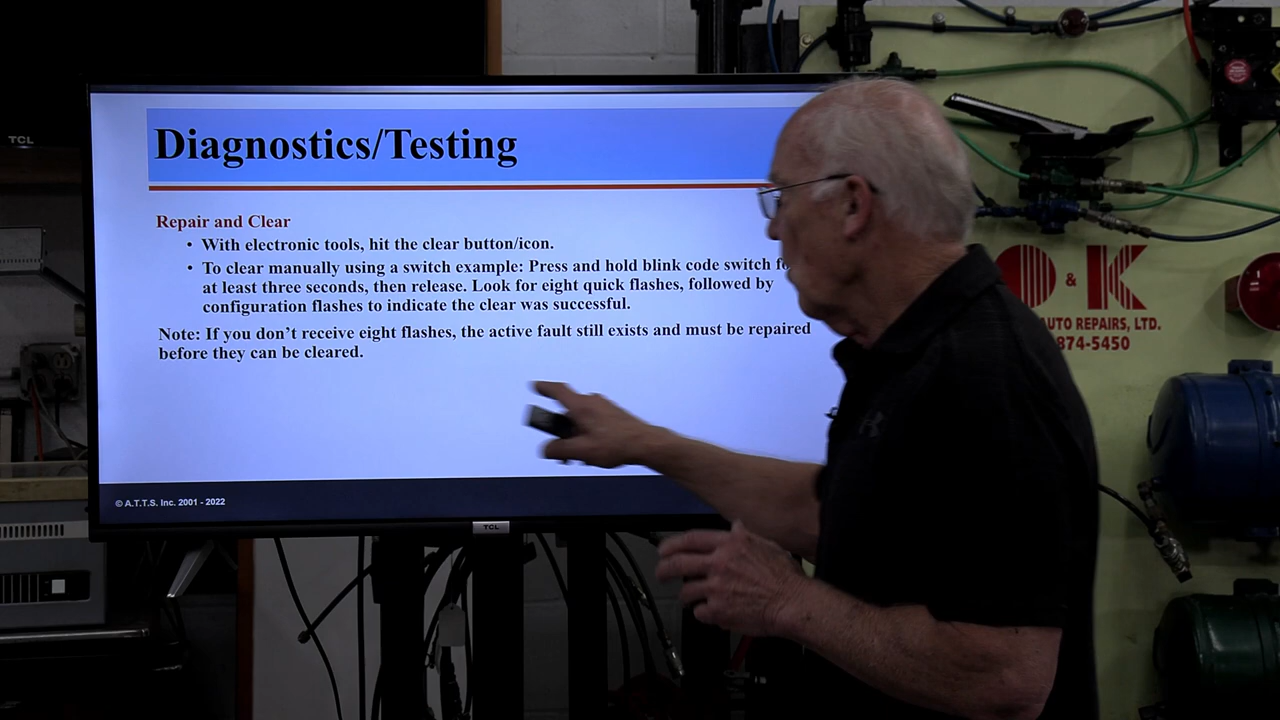 TCL
Diagnostics/Testing
Repair and Clear
• With electronic tools, hit the clear button/icon.
• To clear manually using a switch example: Press and hold blink code switch fo
at least three seconds, then release. Look for eight quick flashes, followed by
configuration flashes to indicate the clear was successful.
Note: If you don't receive eight flashes, the active fault still exists and must be repaired
before they can be cleared.
© A.T.T.S. Inc. 2001 - 2022
TCL
O & K
AUTO REPAIRS, LTD.
874-5450